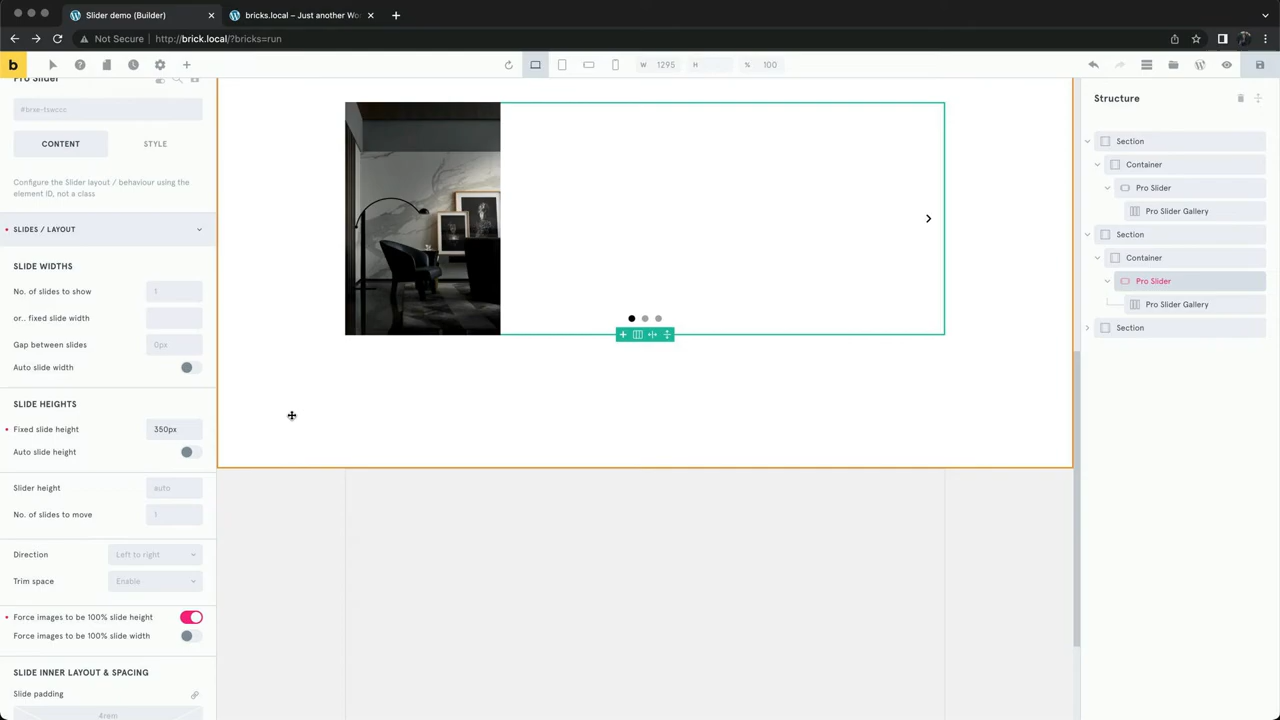 Slider demo (Builder)
bricks.local – Just another Wo
Not Secure
http://brick.local/?bricks=run
b
W 1295 H % 100
Pro Slider
#brxe-tswccc
CONTENT STYLE
Configure the Slider layout / behaviour using the
element ID, not a class
SLIDES / LAYOUT
SLIDE WIDTHS
No. of slides to show 1
or.. fixed slide width
Gap between slides 0px
Auto slide width
SLIDE HEIGHTS
Fixed slide height 350px
Auto slide height
Slider height auto
No. of slides to move 1
Direction Left to right
Trim space Enable
Force images to be 100% slide height
Force images to be 100% slide width
SLIDE INNER LAYOUT & SPACING
Slide padding
4rem
Structure
Section
Container
Pro Slider
Pro Slider Gallery
Section
Container
Pro Slider
Pro Slider Gallery
Section